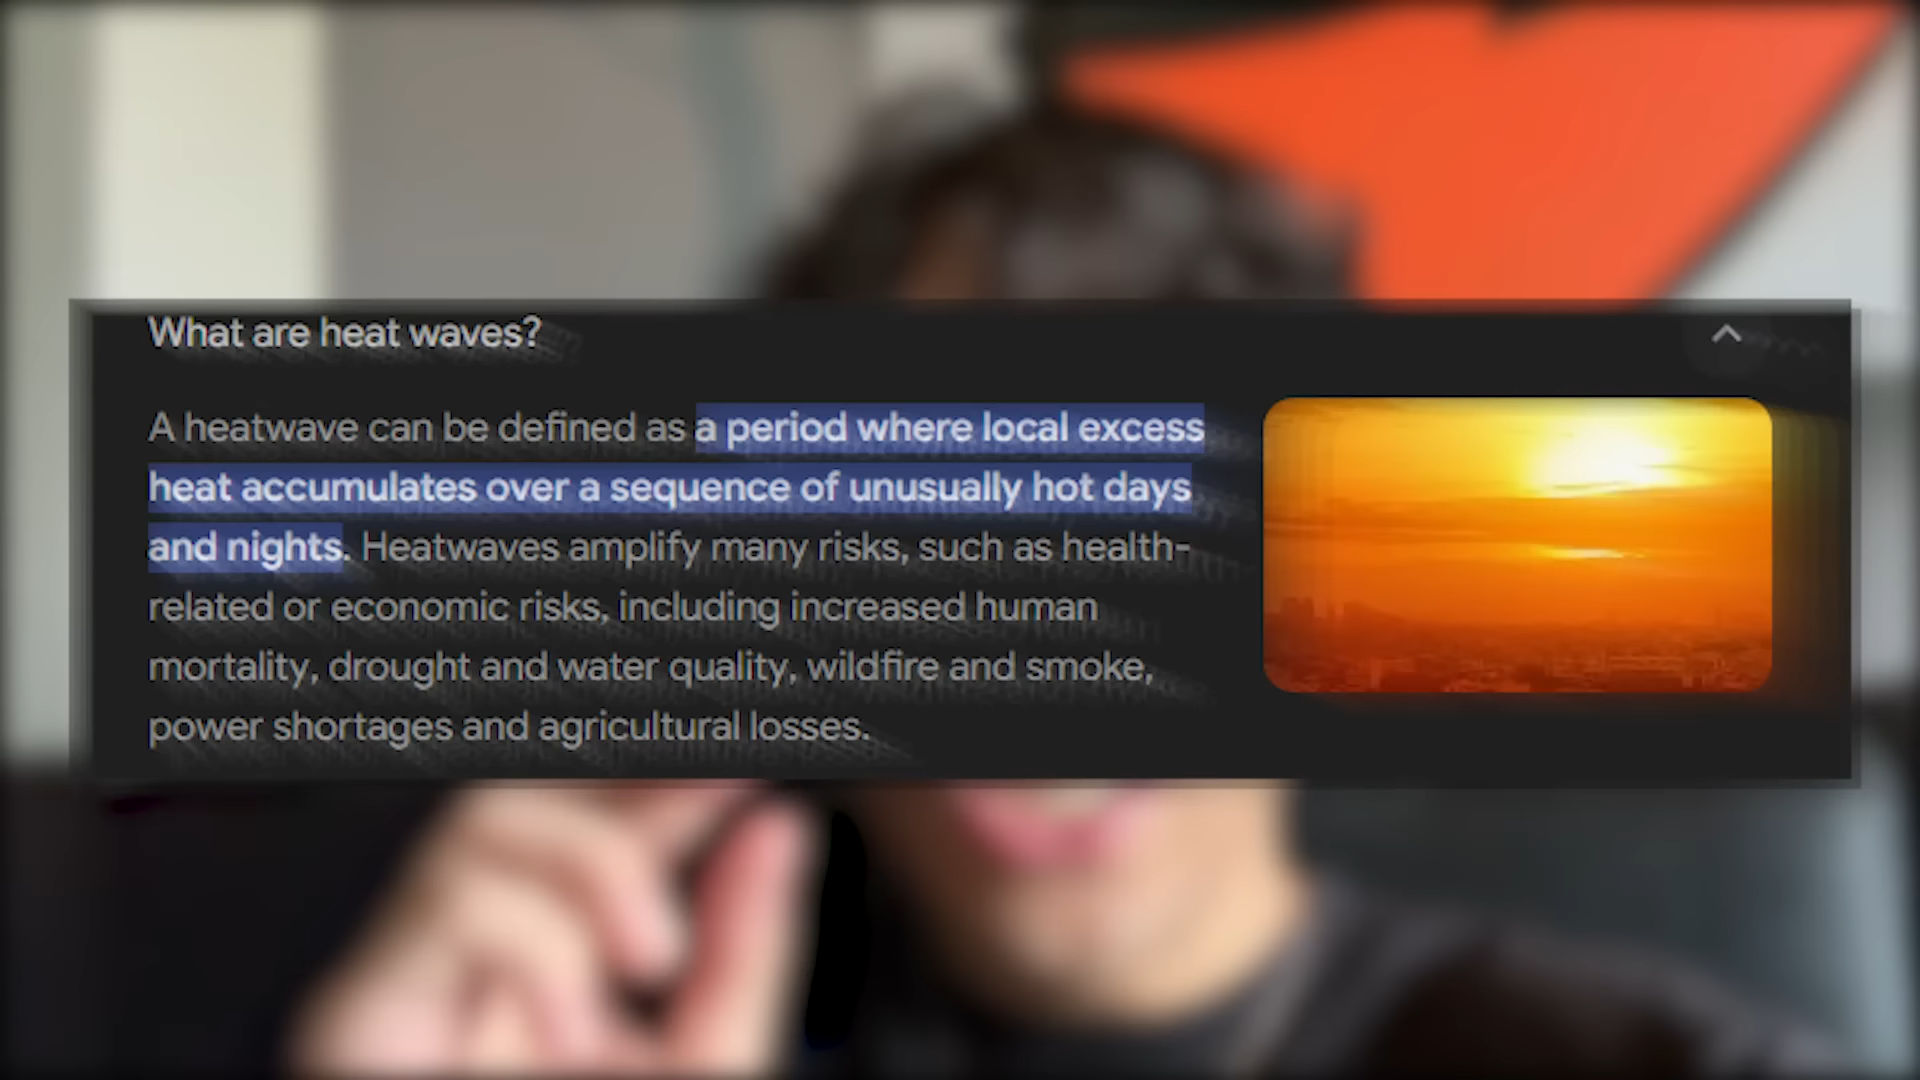 What are heat waves?
A heatwave can be defined as a period where local excess
heat accumulates over a sequence of unusually hot days
and nights. Heatwaves amplify many risks, such as health-
related or economic risks, including increased human
mortality, drought and water quality, wildfire and smoke,
power shortages and agricultural losses.